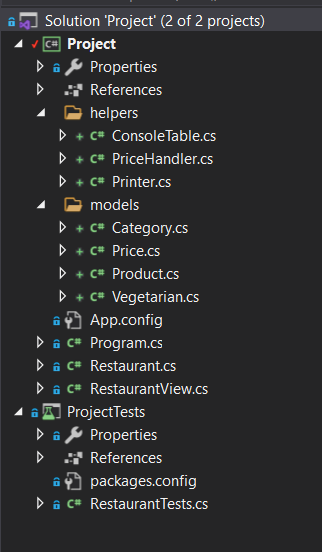 Solution 'Project' (2 of 2 projects)
C# Project
Properties
References
helpers
C# ConsoleTable.cs
C# PriceHandler.cs
C# Printer.cs
models
C# Category.cs
C# Price.cs
C# Product.cs
C# Vegetarian.cs
App.config
C# Program.cs
C# Restaurant.cs
C# RestaurantView.cs
ProjectTests
Properties
References
packages.config
C# RestaurantTests.cs